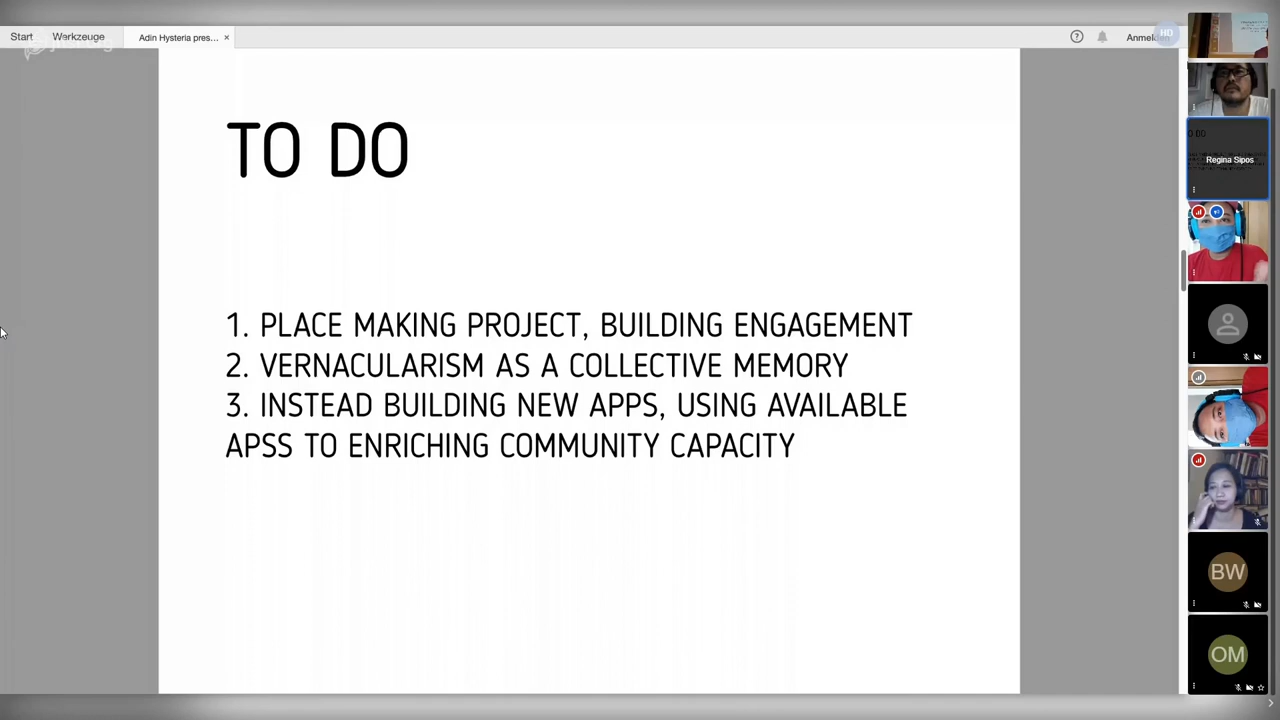 Start Werkzeuge Adin Hysteria pres... × ? HD
TO DO
1. PLACE MAKING PROJECT, BUILDING ENGAGEMENT
2. VERNACULARISM AS A COLLECTIVE MEMORY
3. INSTEAD BUILDING NEW APPS, USING AVAILABLE
APSS TO ENRICHING COMMUNITY CAPACITY
Regina Sipos
BW
OM